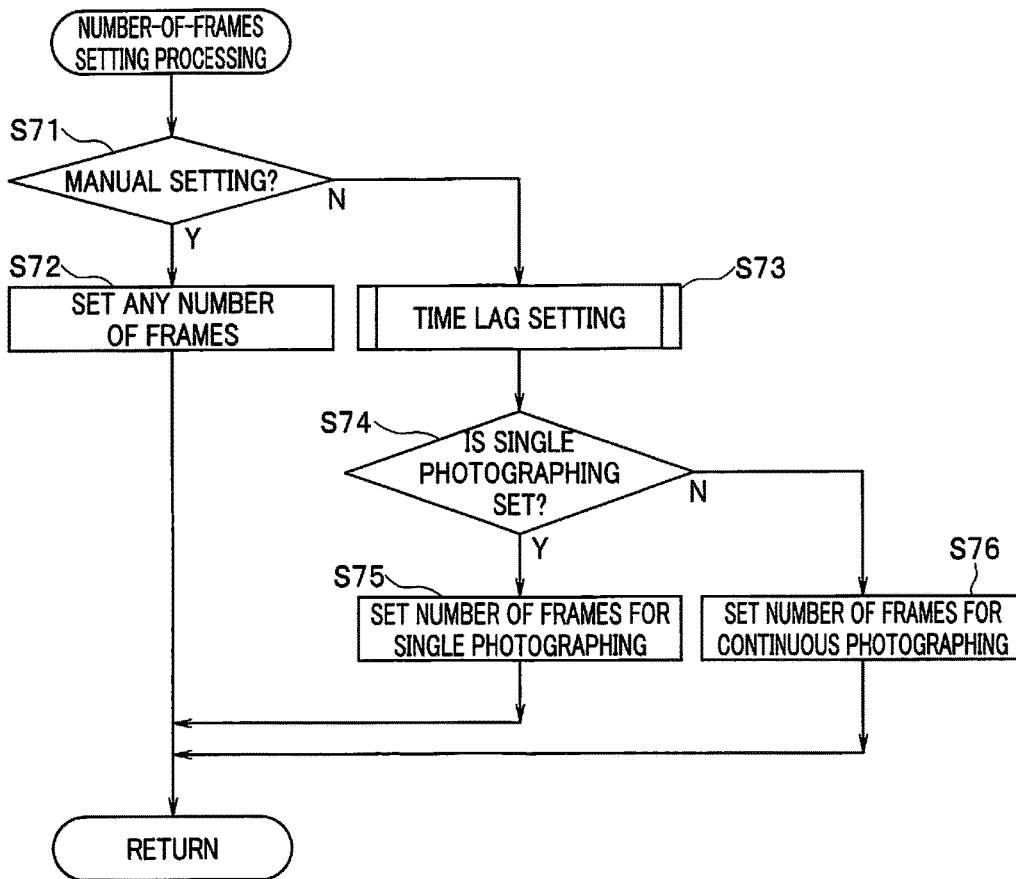 NUMBER-OF-FRAMES
SETTING PROCESSING
S71
MANUAL SETTING?
N
Y
S72
SET ANY NUMBER
OF FRAMES
S73
TIME LAG SETTING
S74
IS SINGLE
PHOTOGRAPHING
SET?
N
Y
S75
SET NUMBER OF FRAMES FOR
SINGLE PHOTOGRAPHING
S76
SET NUMBER OF FRAMES FOR
CONTINUOUS PHOTOGRAPHING
RETURN